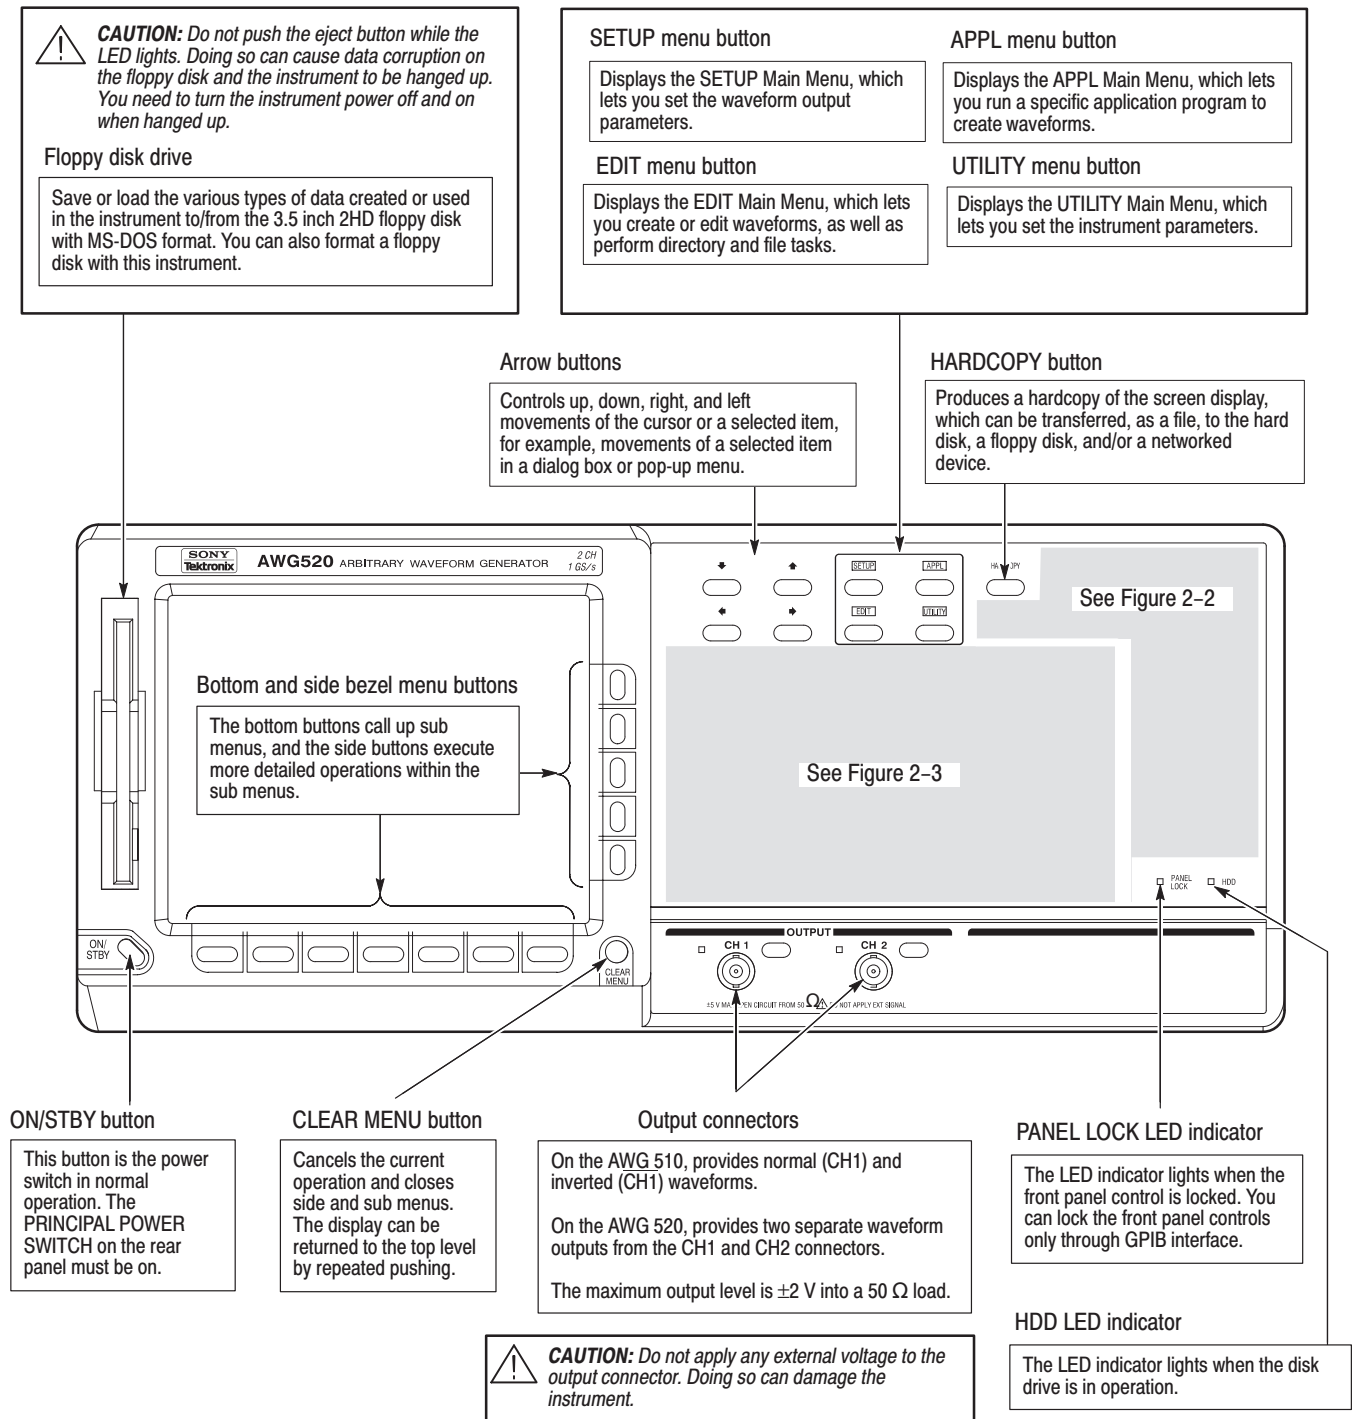 CAUTION: Do not push the eject button while the
LED lights. Doing so can cause data corruption on
the floppy disk and the instrument to be hanged up.
You need to turn the instrument power off and on
when hanged up.
Floppy disk drive
Save or load the various types of data created or used
in the instrument to/from the 3.5 inch 2HD floppy disk
with MS-DOS format. You can also format a floppy
disk with this instrument.
SETUP menu button
Displays the SETUP Main Menu, which
lets you set the waveform output
parameters.
EDIT menu button
Displays the EDIT Main Menu, which lets
you create or edit waveforms, as well as
perform directory and file tasks.
APPL menu button
Displays the APPL Main Menu, which lets
you run a specific application program to
create waveforms.
UTILITY menu button
Displays the UTILITY Main Menu, which
lets you set the instrument parameters.
Arrow buttons
Controls up, down, right, and left
movements of the cursor or a selected item,
for example, movements of a selected item
in a dialog box or pop-up menu.
HARDCOPY button
Produces a hardcopy of the screen display,
which can be transferred, as a file, to the hard
disk, a floppy disk, and/or a networked
device.
SONY
Tektronix
AWG520 ARBITRARY WAVEFORM GENERATOR
2 CH
1 GS/s
SETUP
APPL
EDIT
UTILITY
HA PY
See Figure 2–2
Bottom and side bezel menu buttons
The bottom buttons call up sub
menus, and the side buttons execute
more detailed operations within the
sub menus.
See Figure 2–3
PANEL
LOCK
HDD
ON/
STBY
CLEAR
MENU
OUTPUT
CH 1
CH 2
±5 V MA PEN CIRCUIT FROM 50 Ω NOT APPLY EXT SIGNAL
ON/STBY button
This button is the power
switch in normal
operation. The
PRINCIPAL POWER
SWITCH on the rear
panel must be on.
CLEAR MENU button
Cancels the current
operation and closes
side and sub menus.
The display can be
returned to the top level
by repeated pushing.
Output connectors
On the AWG 510, provides normal (CH1) and
inverted (C̅H̅1̅) waveforms.
On the AWG 520, provides two separate waveform
outputs from the CH1 and CH2 connectors.
The maximum output level is ±2 V into a 50 Ω load.
CAUTION: Do not apply any external voltage to the
output connector. Doing so can damage the
instrument.
PANEL LOCK LED indicator
The LED indicator lights when the
front panel control is locked. You
can lock the front panel controls
only through GPIB interface.
HDD LED indicator
The LED indicator lights when the disk
drive is in operation.